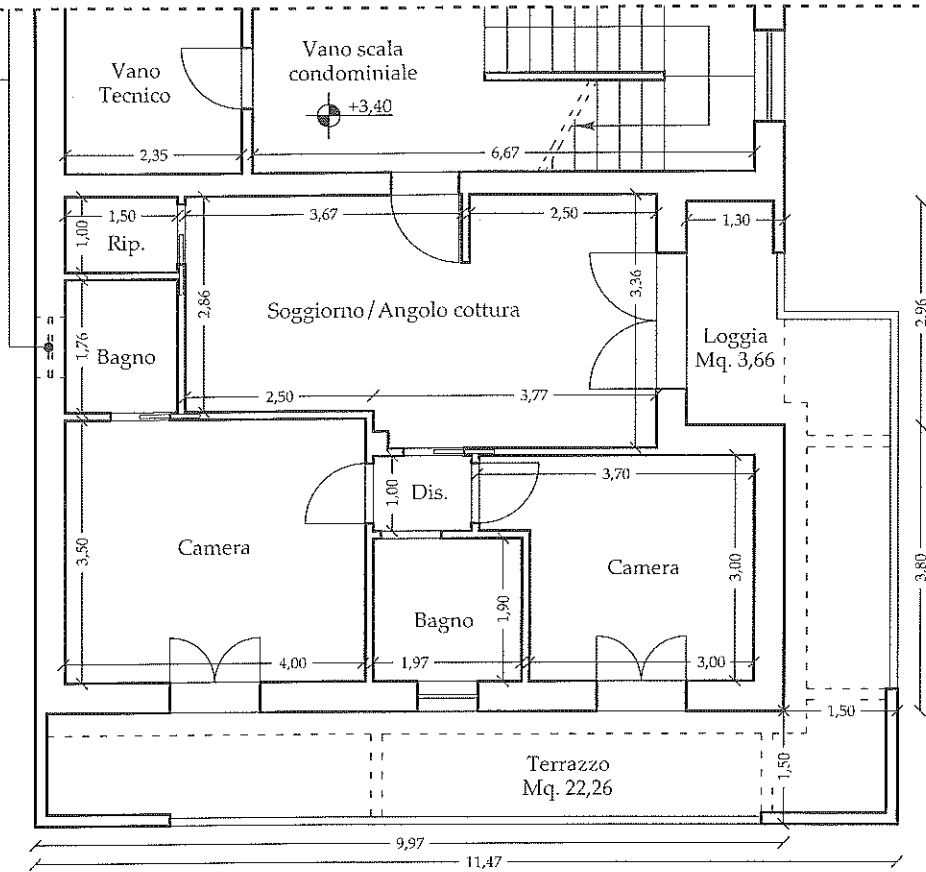 Vano
Tecnico
Vano scala
condominiale
+3,40
2,35
6,67
1,50
3,67
2,50
1,30
1,00
Rip.
2,86
3,36
2,96
Soggiorno/Angolo cottura
Loggia
Mq. 3,66
1,76
Bagno
2,50
3,77
3,70
1,00
Dis.
3,50
Camera
Camera
3,00
3,80
Bagno
1,90
4,00
1,97
3,00
1,50
Terrazzo
Mq. 22,26
1,50
9,97
11,47